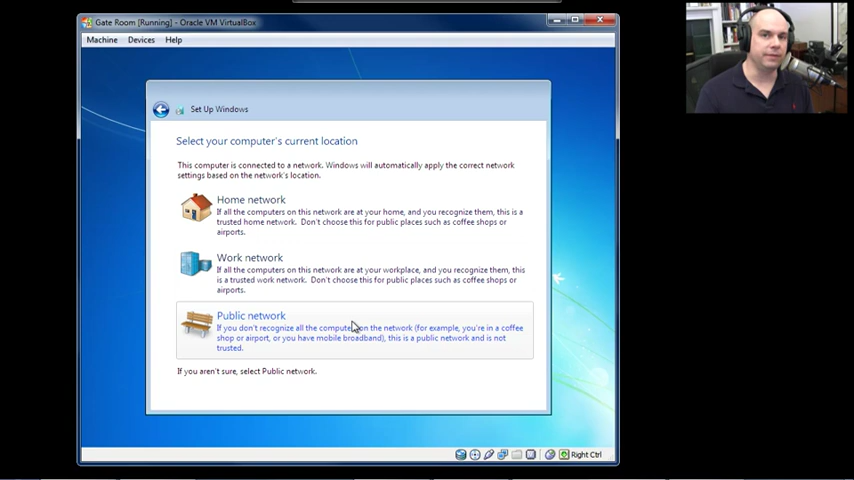 Gate Room [Running] - Oracle VM VirtualBox
Machine Devices Help
Set Up Windows
Select your computer's current location
This computer is connected to a network. Windows will automatically apply the correct network
settings based on the network's location.
Home network
If all the computers on this network are at your home, and you recognize them, this is a
trusted home network. Don't choose this for public places such as coffee shops or
airports.
Work network
If all the computers on this network are at your workplace, and you recognize them, this
is a trusted work network. Don't choose this for public places such as coffee shops or
airports.
Public network
If you don't recognize all the computers on the network (for example, you're in a coffee
shop or airport, or you have mobile broadband), this is a public network and is not
trusted.
If you aren't sure, select Public network.
Right Ctrl